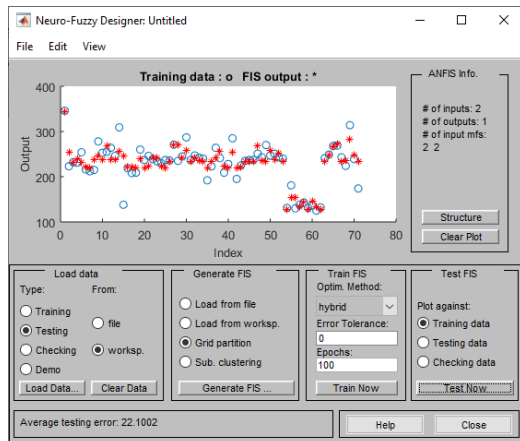 Neuro-Fuzzy Designer: Untitled
File Edit View
Training data : o FIS output : *
400
300
200
100
Output
0 10 20 30 40 50 60 70 80
Index
ANFIS Info.
# of inputs: 2
# of outputs: 1
# of input mfs:
2 2
Structure
Clear Plot
Load data
Type: From:
Training
Testing
Checking
Demo
file
worksp.
Load Data... Clear Data
Generate FIS
Load from file
Load from worksp.
Grid partition
Sub. clustering
Generate FIS ...
Train FIS
Optim. Method:
hybrid
Error Tolerance:
0
Epochs:
100
Train Now
Test FIS
Plot against:
Training data
Testing data
Checking data
Test Now
Average testing error: 22.1002
Help
Close